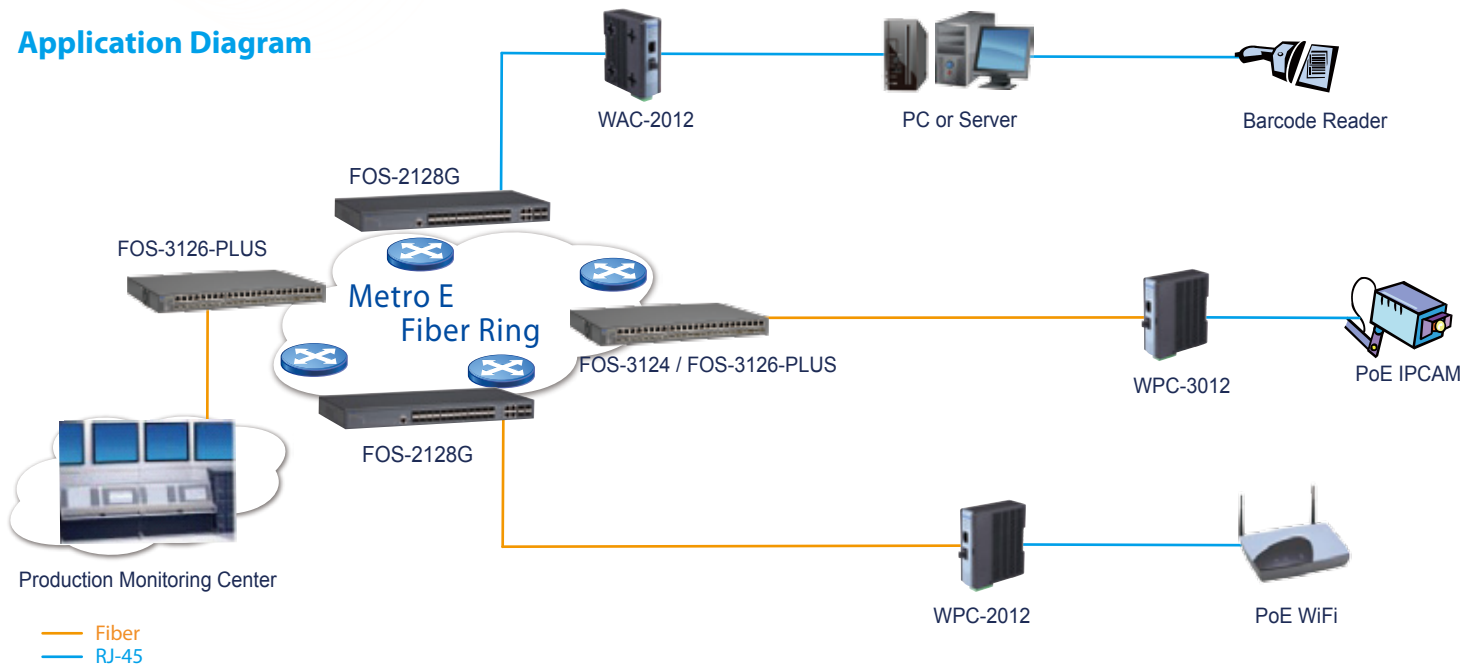 Application Diagram
WAC-2012
PC or Server
Barcode Reader
FOS-2128G
FOS-3126-PLUS
Metro E
Fiber Ring
FOS-3124 / FOS-3126-PLUS
WPC-3012
PoE IPCAM
FOS-2128G
Production Monitoring Center
WPC-2012
PoE WiFi
Fiber
RJ-45